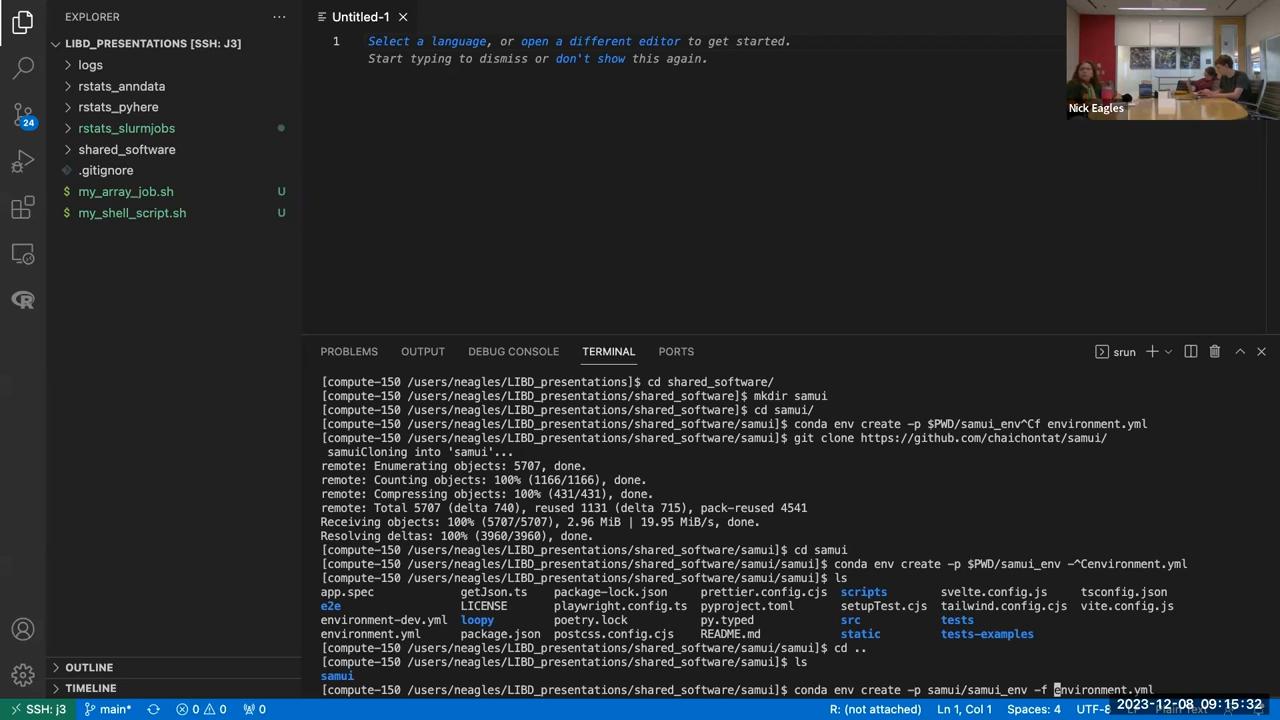 EXPLORER
LIBD_PRESENTATIONS [SSH: J3]
logs
rstats_anndata
rstats_pyhere
rstats_slurmjobs
shared_software
.gitignore
$ my_array_job.sh U
$ my_shell_script.sh U
24
OUTLINE
TIMELINE
Untitled-1
1 Select a language, or open a different editor to get started.
Start typing to dismiss or don't show this again.
Nick Eagles
PROBLEMS OUTPUT DEBUG CONSOLE TERMINAL PORTS
srun
[compute-150 /users/neagles/LIBD_presentations]$ cd shared_software/
[compute-150 /users/neagles/LIBD_presentations/shared_software]$ mkdir samui
[compute-150 /users/neagles/LIBD_presentations/shared_software]$ cd samui/
[compute-150 /users/neagles/LIBD_presentations/shared_software/samui]$ conda env create -p $PWD/samui_env^Cf environment.yml
[compute-150 /users/neagles/LIBD_presentations/shared_software/samui]$ git clone https://github.com/chaichontat/samui/
samuiCloning into 'samui'...
remote: Enumerating objects: 5707, done.
remote: Counting objects: 100% (1166/1166), done.
remote: Compressing objects: 100% (431/431), done.
remote: Total 5707 (delta 740), reused 1131 (delta 715), pack-reused 4541
Receiving objects: 100% (5707/5707), 2.96 MiB | 19.95 MiB/s, done.
Resolving deltas: 100% (3960/3960), done.
[compute-150 /users/neagles/LIBD_presentations/shared_software/samui]$ cd samui
[compute-150 /users/neagles/LIBD_presentations/shared_software/samui/samui]$ conda env create -p $PWD/samui_env -^Cenvironment.yml
[compute-150 /users/neagles/LIBD_presentations/shared_software/samui/samui]$ ls
app.spec getJson.ts package-lock.json prettier.config.cjs scripts svelte.config.js tsconfig.json
e2e LICENSE playwright.config.ts pyproject.toml setupTest.cjs tailwind.config.cjs vite.config.ts
environment-dev.yml loopy poetry.lock py.typed src tests
environment.yml package.json postcss.config.cjs README.md static tests-examples
[compute-150 /users/neagles/LIBD_presentations/shared_software/samui/samui]$ cd ..
[compute-150 /users/neagles/LIBD_presentations/shared_software/samui]$ ls
samui
[compute-150 /users/neagles/LIBD_presentations/shared_software/samui]$ conda env create -p samui/samui_env -f environment.yml
SSH: j3 main* 0 0 0 R: (not attached) Ln 1, Col 1 Spaces: 4 UTF-8
2023-12-08 09:15:32